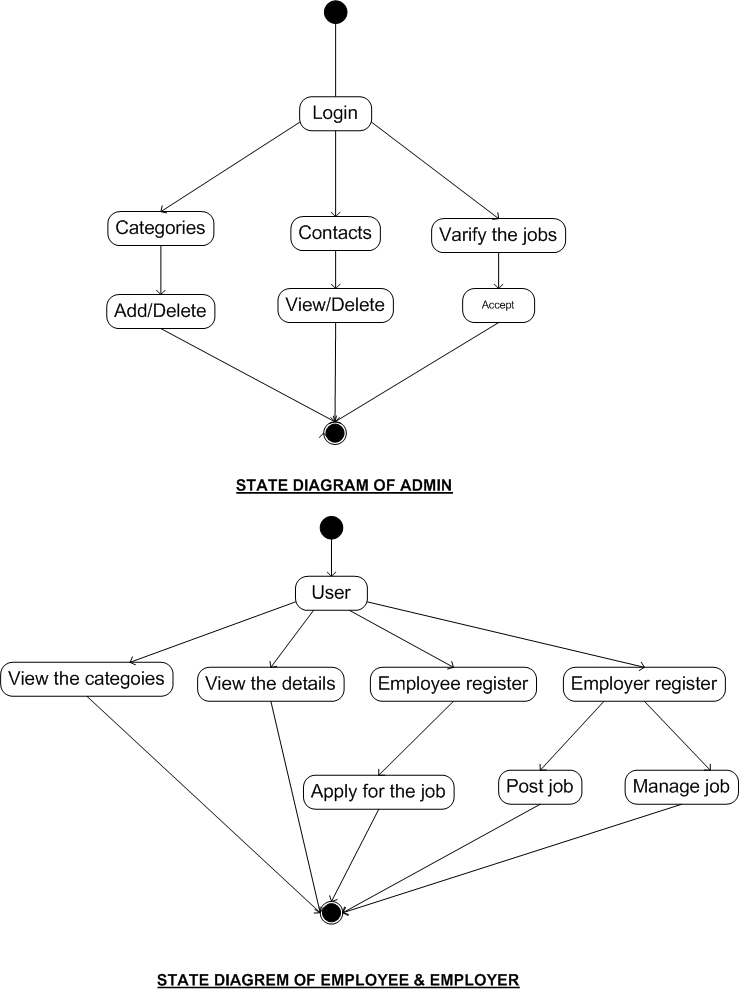 Login
Categories
Contacts
Varify the jobs
Add/Delete
View/Delete
Accept
STATE DIAGRAM OF ADMIN
User
View the categoies
View the details
Employee register
Employer register
Apply for the job
Post job
Manage job
STATE DIAGREM OF EMPLOYEE & EMPLOYER